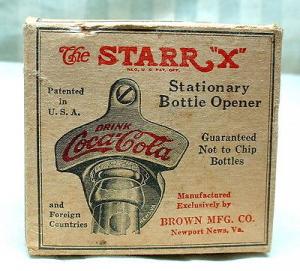 The STARR "X"
REG. U. S. PAT. OFF.
Patented
in
U. S. A.
Stationary
Bottle Opener
DRINK
Coca-Cola
Guaranteed
Not to Chip
Bottles
and
Foreign
Countries
Manufactured
Exclusively by
BROWN MFG. CO.
Newport News, Va.